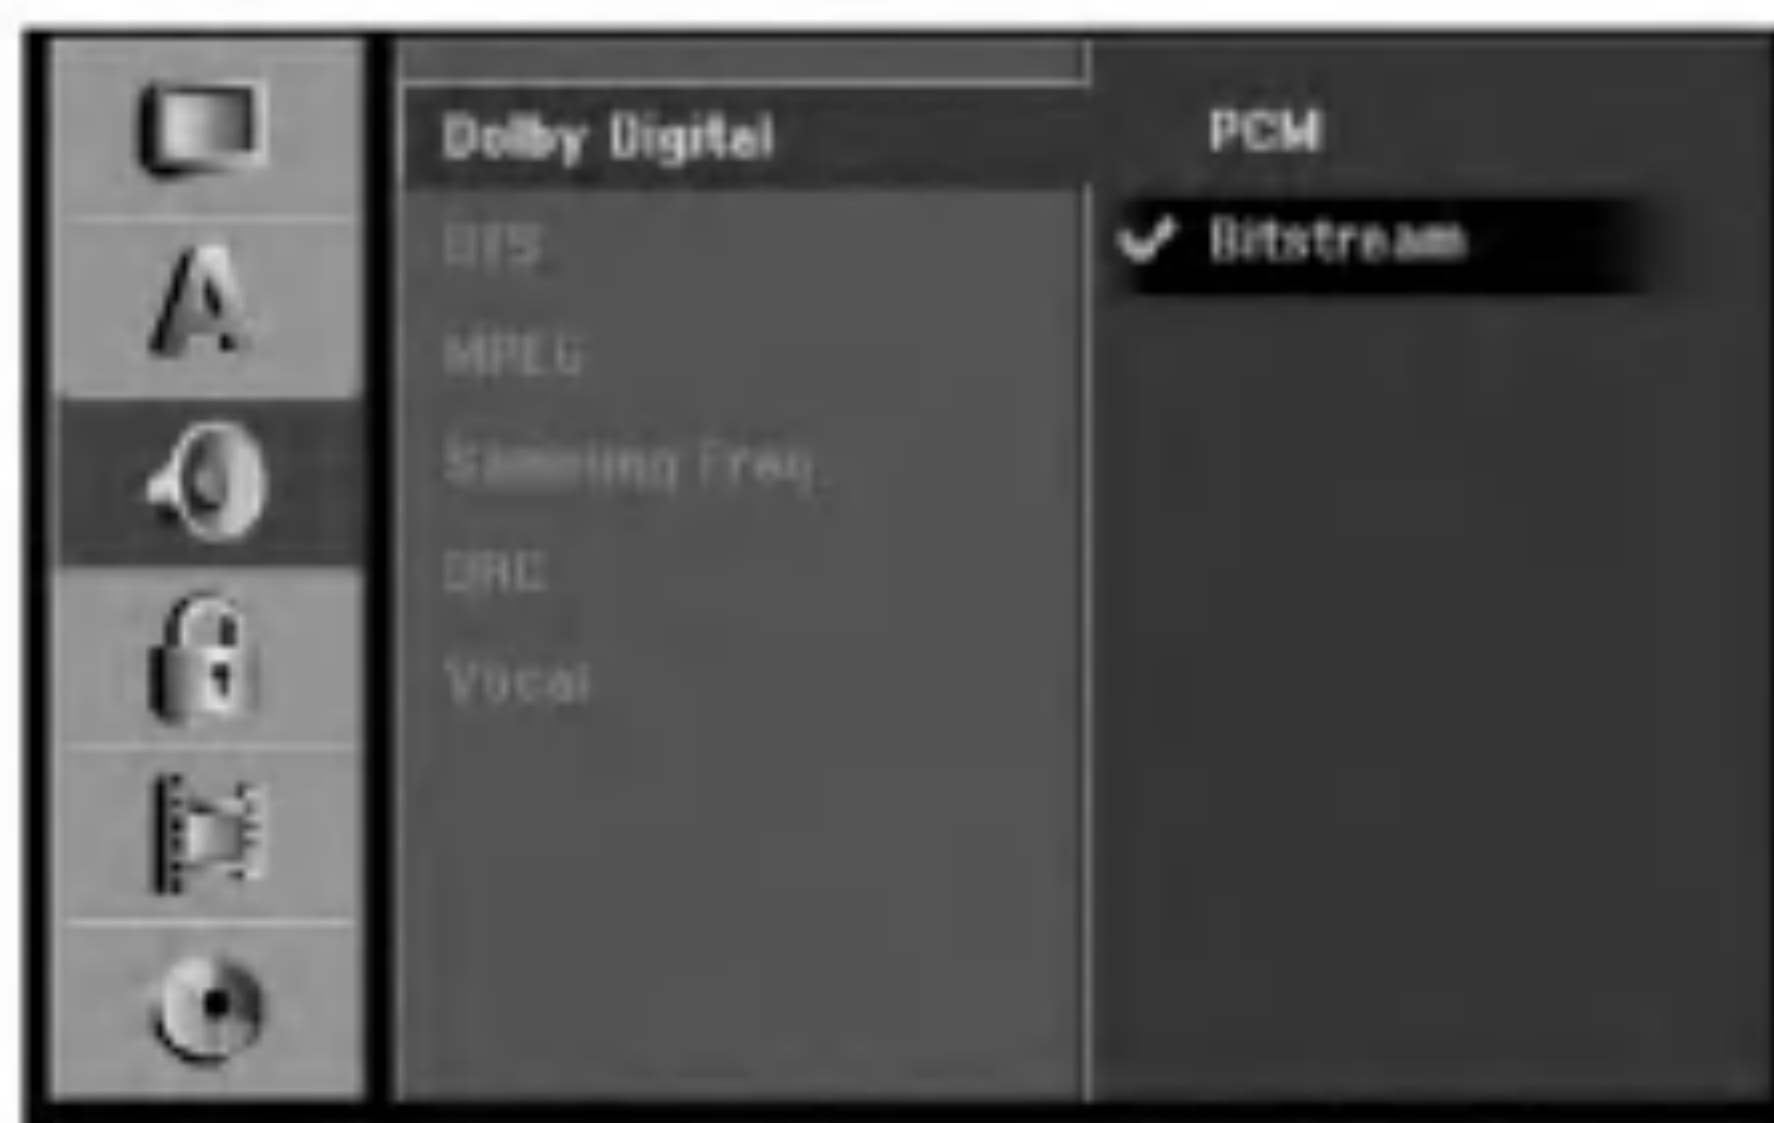 Dolby Digital
DTS
MPEG
Sampling Freq
DRC
Vocal
PCM
Bitstream